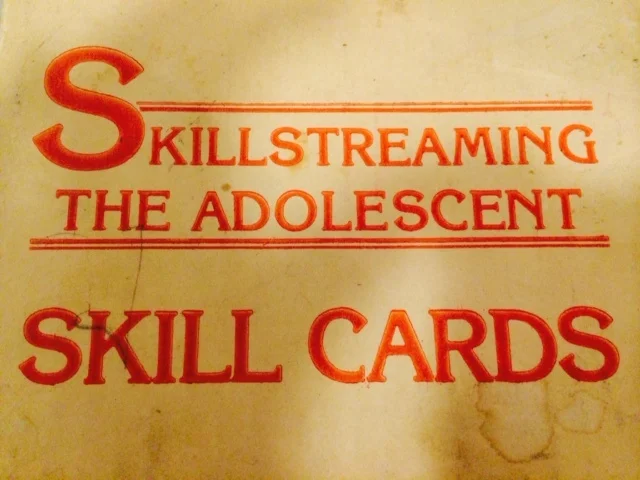 SKILLSTREAMING
THE ADOLESCENT
SKILL CARDS